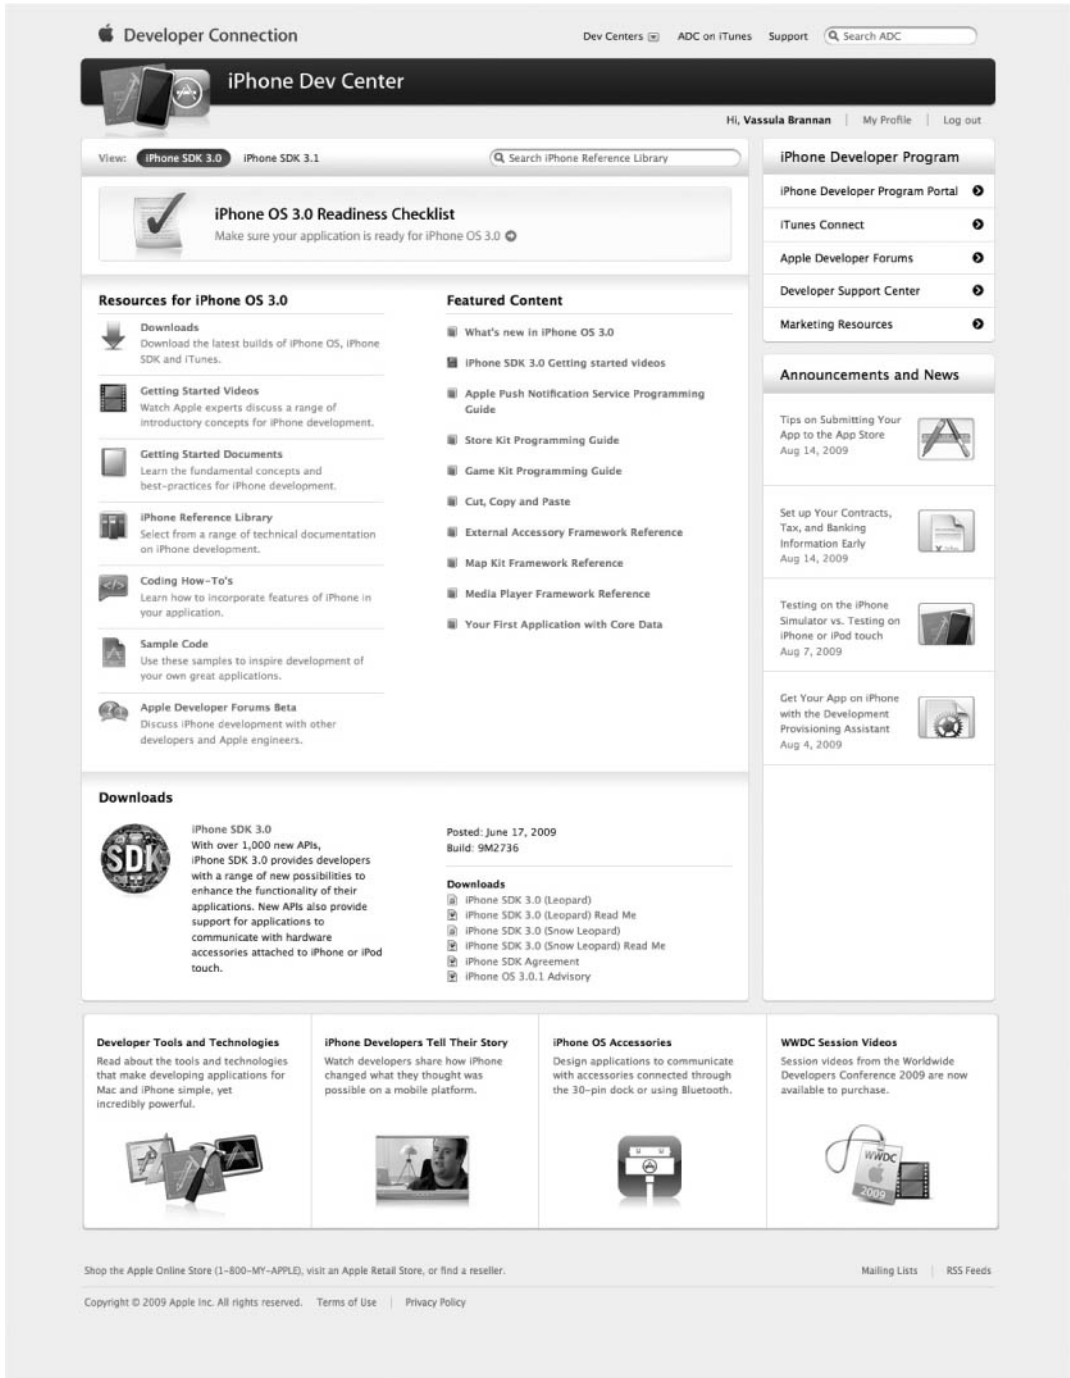 Developer Connection
Dev Centers
ADC on iTunes
Support
Search ADC
iPhone Dev Center
Hi, Vassula Brannan
My Profile
Log out
View:
iPhone SDK 3.0
iPhone SDK 3.1
Search iPhone Reference Library
iPhone OS 3.0 Readiness Checklist
Make sure your application is ready for iPhone OS 3.0
Resources for iPhone OS 3.0
Downloads
Download the latest builds of iPhone OS, iPhone
SDK and iTunes.
Getting Started Videos
Watch Apple experts discuss a range of
introductory concepts for iPhone development.
Getting Started Documents
Learn the fundamental concepts and
best-practices for iPhone development.
iPhone Reference Library
Select from a range of technical documentation
on iPhone development.
Coding How-To's
Learn how to incorporate features of iPhone in
your application.
Sample Code
Use these samples to inspire development of
your own great applications.
Apple Developer Forums Beta
Discuss iPhone development with other
developers and Apple engineers.
Featured Content
What's new in iPhone OS 3.0
iPhone SDK 3.0 Getting started videos
Apple Push Notification Service Programming
Guide
Store Kit Programming Guide
Game Kit Programming Guide
Cut, Copy and Paste
External Accessory Framework Reference
Map Kit Framework Reference
Media Player Framework Reference
Your First Application with Core Data
iPhone Developer Program
iPhone Developer Program Portal
iTunes Connect
Apple Developer Forums
Developer Support Center
Marketing Resources
Announcements and News
Tips on Submitting Your
App to the App Store
Aug 14, 2009
Set up Your Contracts,
Tax, and Banking
Information Early
Aug 14, 2009
Testing on the iPhone
Simulator vs. Testing on
iPhone or iPod touch
Aug 7, 2009
Get Your App on iPhone
with the Development
Provisioning Assistant
Aug 4, 2009
Downloads
SDK
iPhone SDK 3.0
With over 1,000 new APIs,
iPhone SDK 3.0 provides developers
with a range of new possibilities to
enhance the functionality of their
applications. New APIs also provide
support for applications to
communicate with hardware
accessories attached to iPhone or iPod
touch.
Posted: June 17, 2009
Build: 9M2736
Downloads
iPhone SDK 3.0 (Leopard)
iPhone SDK 3.0 (Leopard) Read Me
iPhone SDK 3.0 (Snow Leopard)
iPhone SDK 3.0 (Snow Leopard) Read Me
iPhone SDK Agreement
iPhone OS 3.0.1 Advisory
Developer Tools and Technologies
Read about the tools and technologies
that make developing applications for
Mac and iPhone simple, yet
incredibly powerful.
iPhone Developers Tell Their Story
Watch developers share how iPhone
changed what they thought was
possible on a mobile platform.
iPhone OS Accessories
Design applications to communicate
with accessories connected through
the 30-pin dock or using Bluetooth.
WWDC Session Videos
Session videos from the Worldwide
Developers Conference 2009 are now
available to purchase.
WWDC
2009
Shop the Apple Online Store (1-800-MY-APPLE), visit an Apple Retail Store, or find a reseller.
Mailing Lists
RSS Feeds
Copyright © 2009 Apple Inc. All rights reserved.
Terms of Use
Privacy Policy